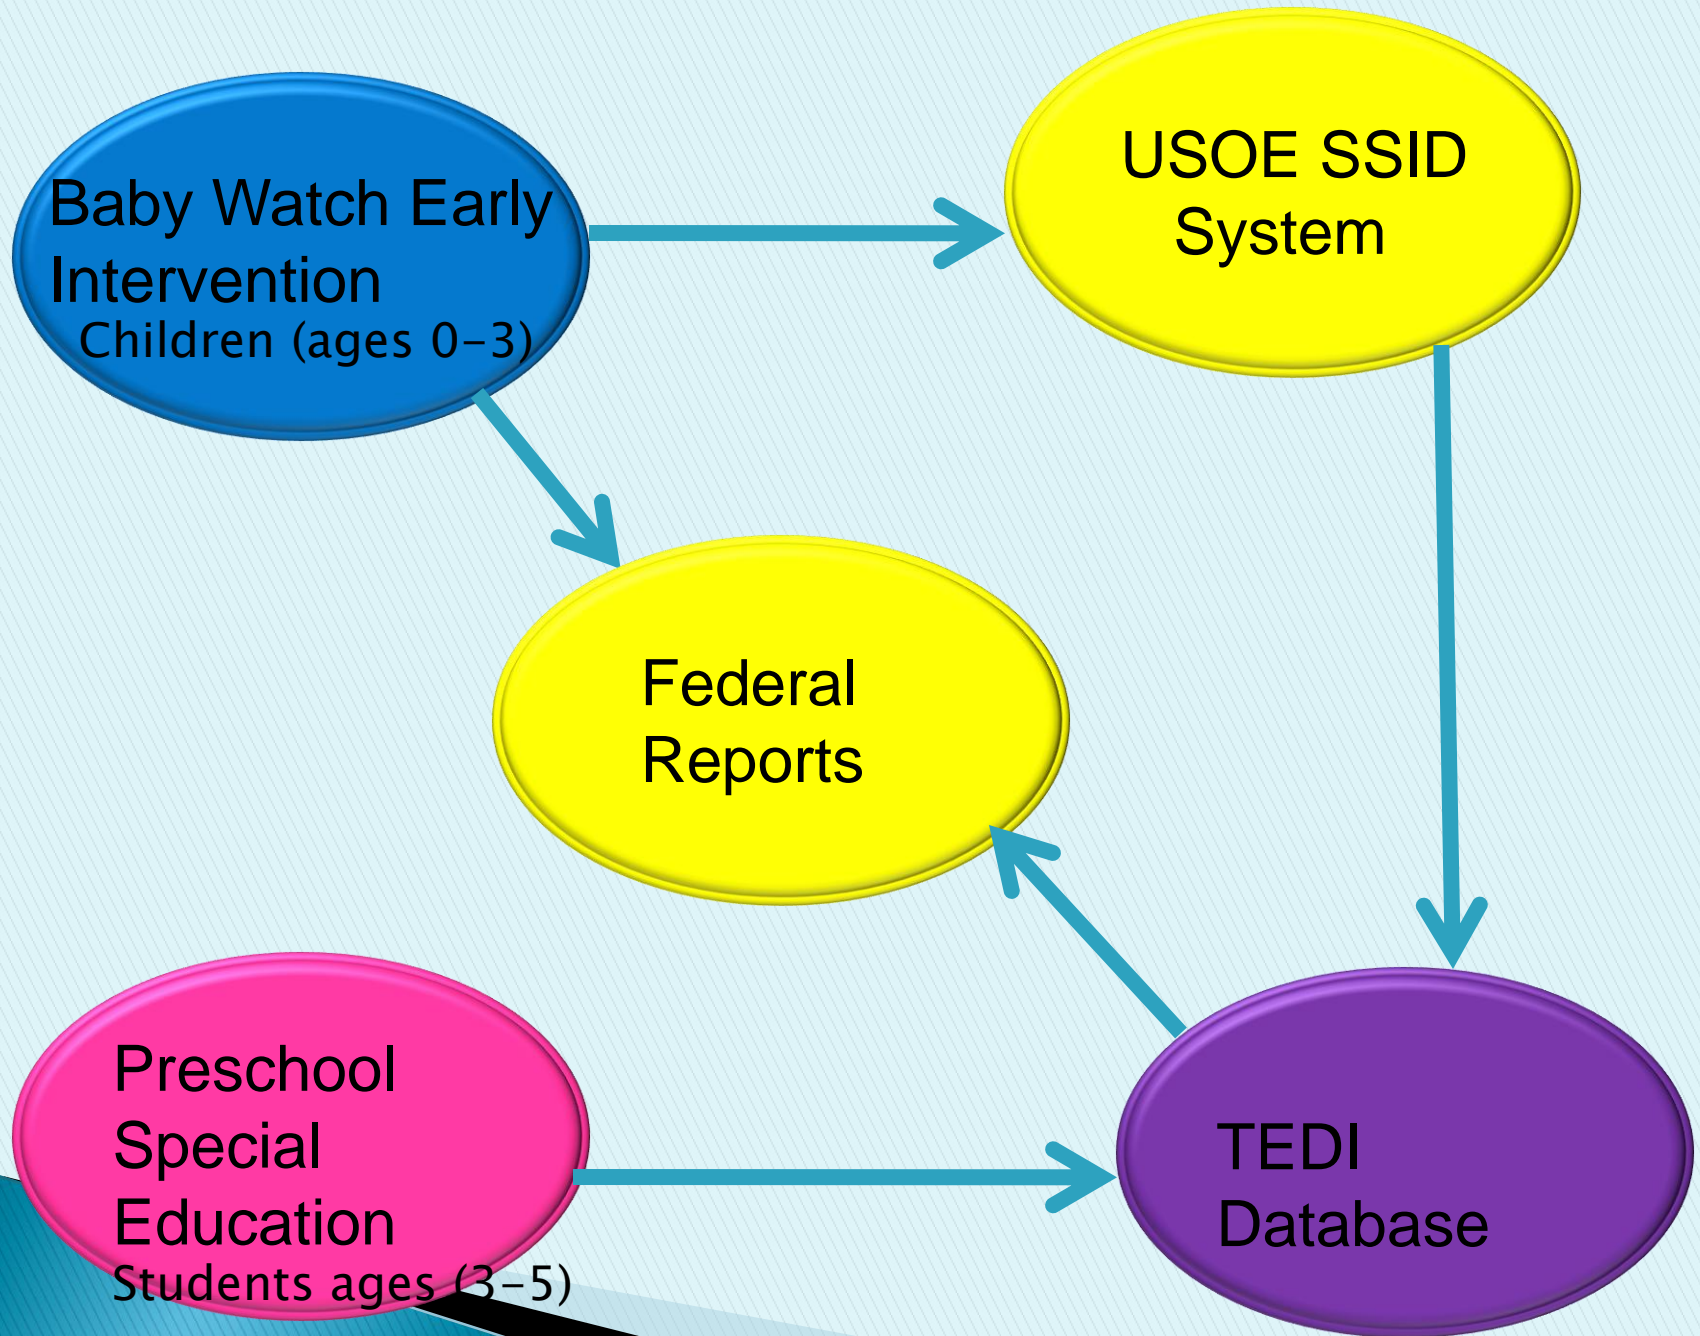 Baby Watch Early
Intervention
Children (ages 0-3)
USOE SSID
System
Federal
Reports
Preschool
Special
Education
Students ages (3-5)
TEDI
Database